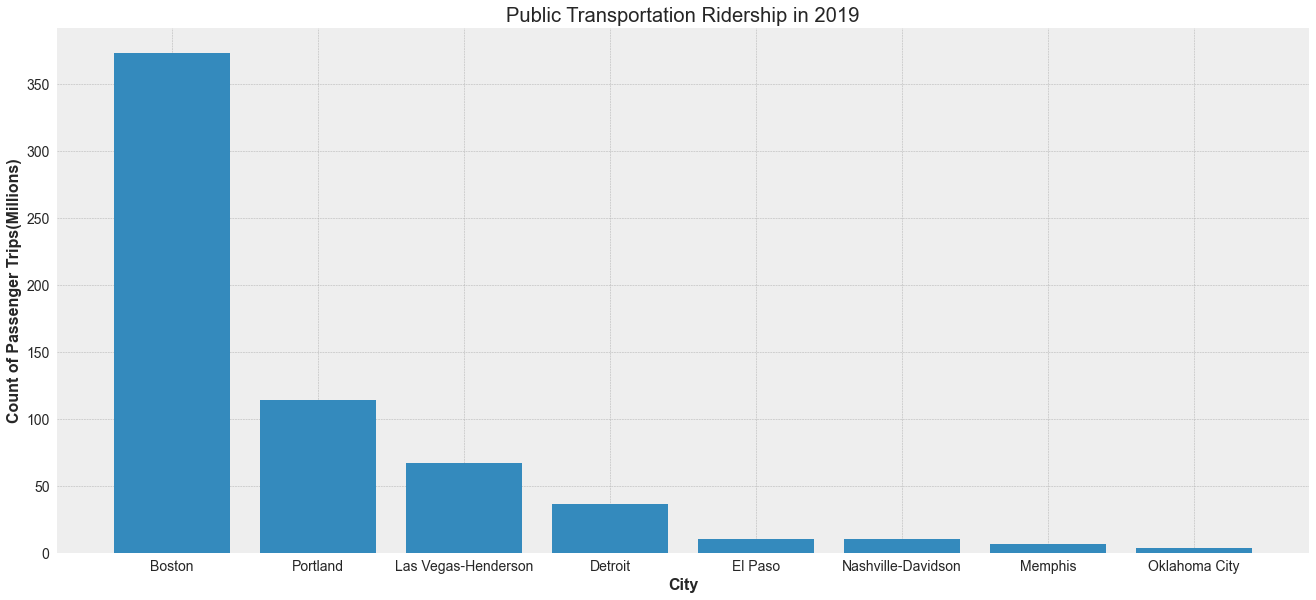 Public Transportation Ridership in 2019
Count of Passenger Trips(Millions)
350
300
250
200
150
100
50
0
Boston Portland Las Vegas-Henderson Detroit El Paso Nashville-Davidson Memphis Oklahoma City
City